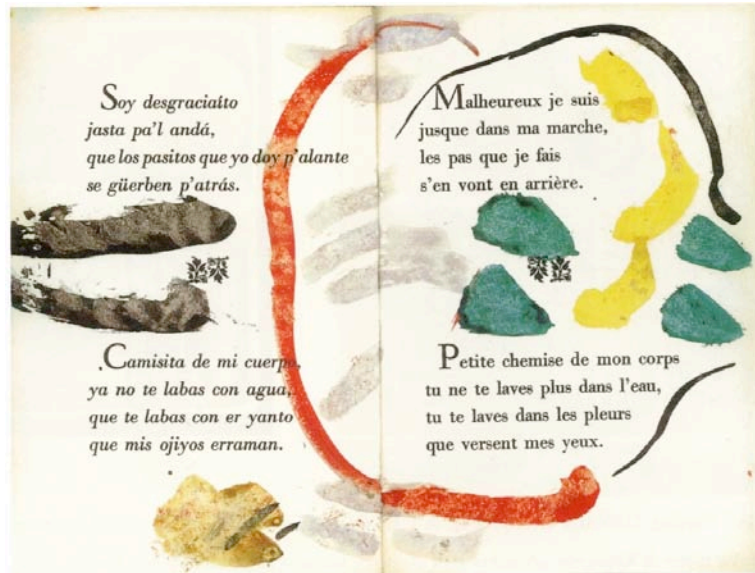 Soy desgraciaíto
jasta pa'l andá,
que los pasitos que yo doy p'alante
se güerben p'atrás.
Camisita de mi cuerpo,
ya no te labas con agua,
que te labas con er yanto
que mis ojiyos erraman.
Malheureux je suis
jusque dans ma marche,
les pas que je fais
s'en vont en arrière.
Petite chemise de mon corps
tu ne te laves plus dans l'eau,
tu te laves dans les pleurs
que versent mes yeux.